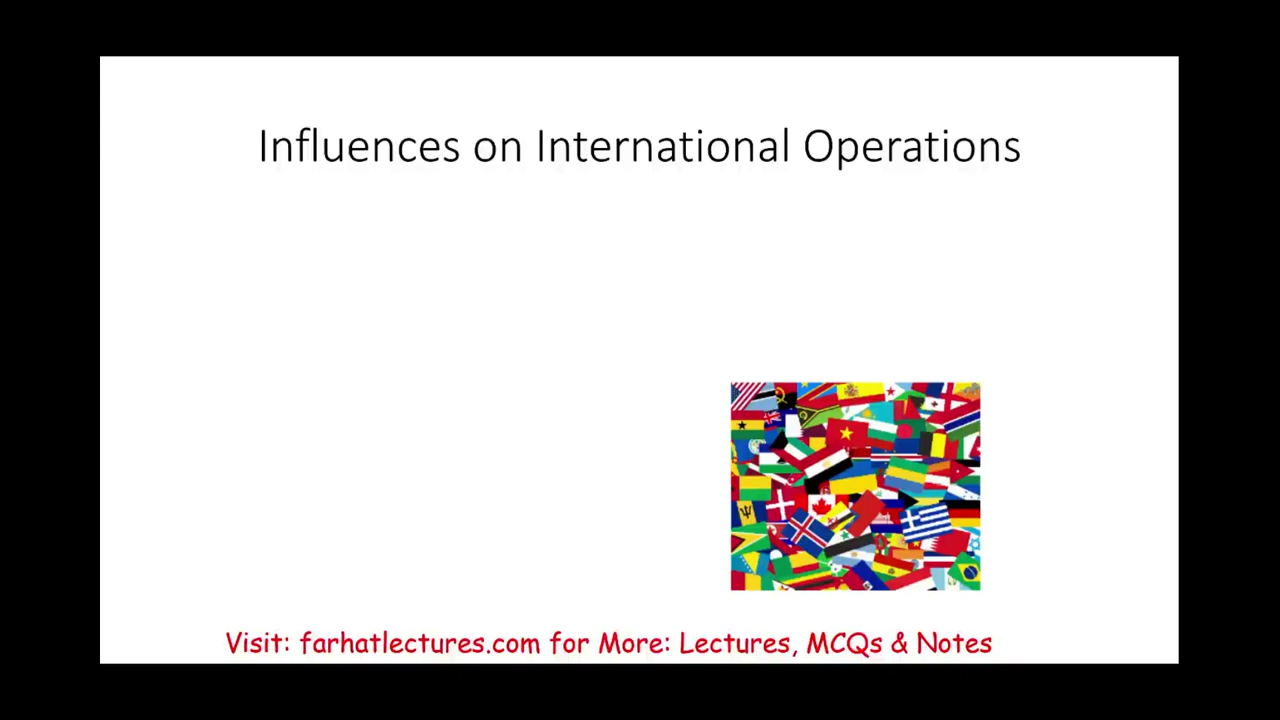 Influences on International Operations
Visit: farhatlectures.com for More: Lectures, MCQs & Notes